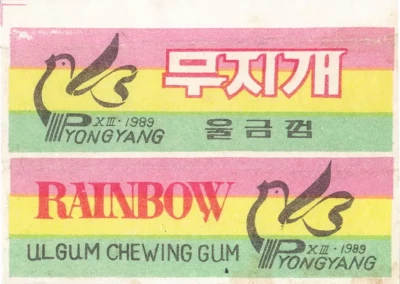 무지개
XIII·1989
PYONGYANG
울금껌
RAINBOW
ULGUM CHEWING GUM
XIII·1989
PYONGYANG